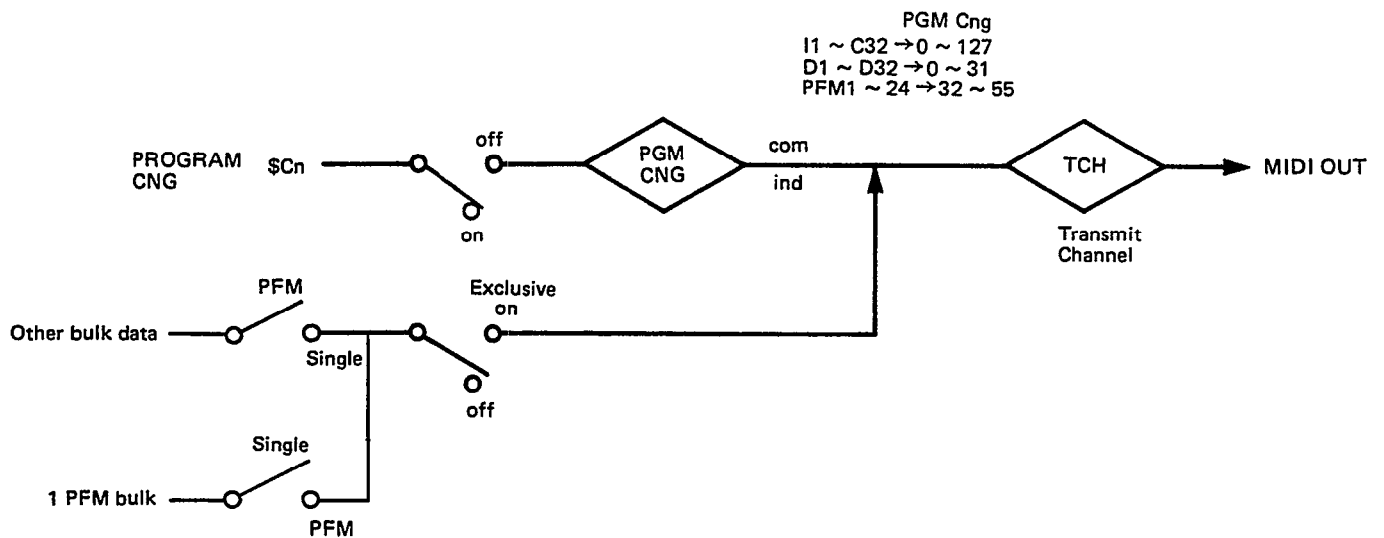 PGM Cng
I1 ~ C32 →0 ~ 127
D1 ~ D32 →0 ~ 31
PFM1 ~ 24 →32 ~ 55
PROGRAM
CNG
$Cn
off
on
PGM
CNG
com
ind
TCH
Transmit
Channel
MIDI OUT
Other bulk data
PFM
Single
Exclusive
on
off
1 PFM bulk
Single
PFM